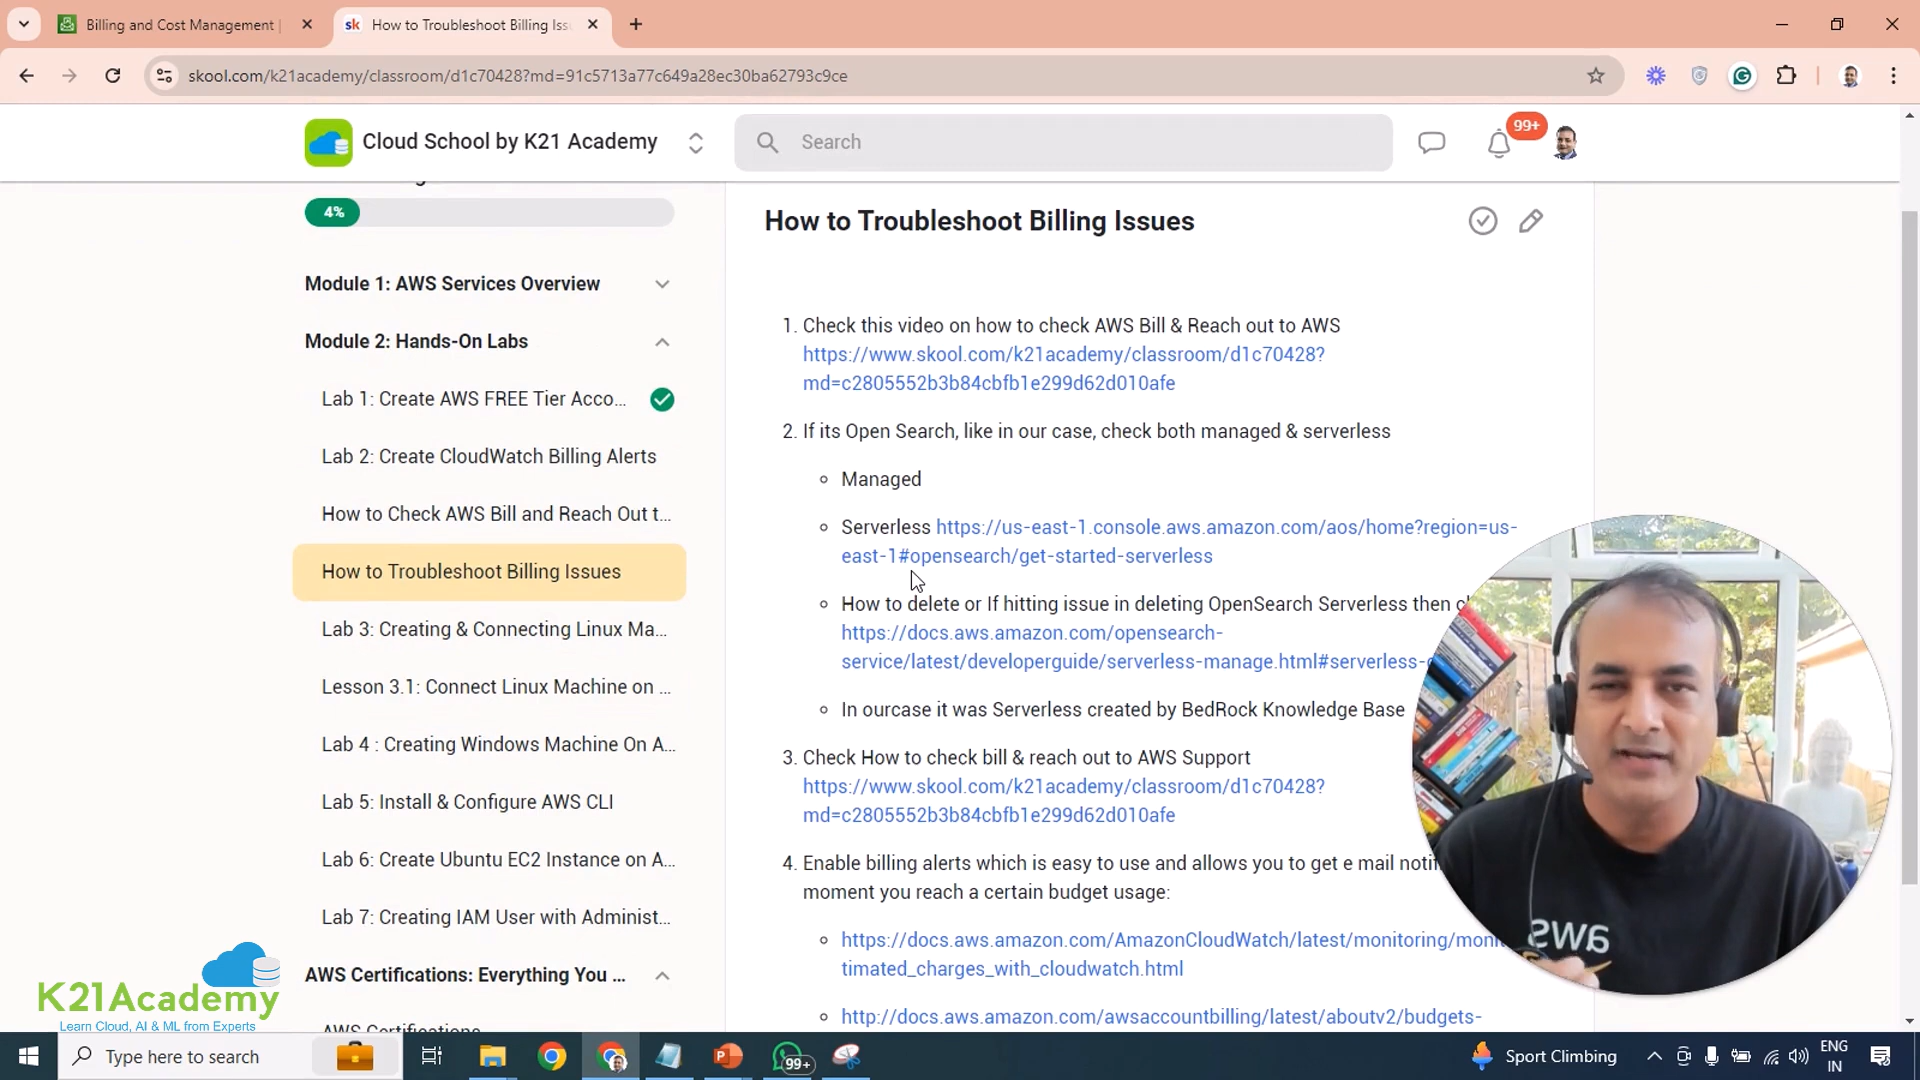 Billing and Cost Management |
sk How to Troubleshoot Billing Iss
skool.com/k21academy/classroom/d1c70428?md=91c5713a77c649a28ec30ba62793c9ce
Cloud School by K21 Academy
Search
99+
4%
Module 1: AWS Services Overview
Module 2: Hands-On Labs
Lab 1: Create AWS FREE Tier Acco...
Lab 2: Create CloudWatch Billing Alerts
How to Check AWS Bill and Reach Out t...
How to Troubleshoot Billing Issues
Lab 3: Creating & Connecting Linux Ma...
Lesson 3.1: Connect Linux Machine on ...
Lab 4 : Creating Windows Machine On A...
Lab 5: Install & Configure AWS CLI
Lab 6: Create Ubuntu EC2 Instance on A...
Lab 7: Creating IAM User with Administ...
AWS Certifications: Everything You ...
AWS Certifications
How to Troubleshoot Billing Issues
1. Check this video on how to check AWS Bill & Reach out to AWS
https://www.skool.com/k21academy/classroom/d1c70428?
md=c2805552b3b84cbfb1e299d62d010afe
2. If its Open Search, like in our case, check both managed & serverless
Managed
Serverless https://us-east-1.console.aws.amazon.com/aos/home?region=us-
east-1#opensearch/get-started-serverless
How to delete or If hitting issue in deleting OpenSearch Serverless then
https://docs.aws.amazon.com/opensearch-
service/latest/developerguide/serverless-manage.html#serverless-
In ourcase it was Serverless created by BedRock Knowledge Base
3. Check How to check bill & reach out to AWS Support
https://www.skool.com/k21academy/classroom/d1c70428?
md=c2805552b3b84cbfb1e299d62d010afe
4. Enable billing alerts which is easy to use and allows you to get e mail
moment you reach a certain budget usage:
https://docs.aws.amazon.com/AmazonCloudWatch/latest/monitoring/
timated_charges_with_cloudwatch.html
http://docs.aws.amazon.com/awsaccountbilling/latest/aboutv2/budgets-
aws
K21Academy
Learn Cloud, AI & ML from Experts
Type here to search
99+
Sport Climbing
ENG
IN